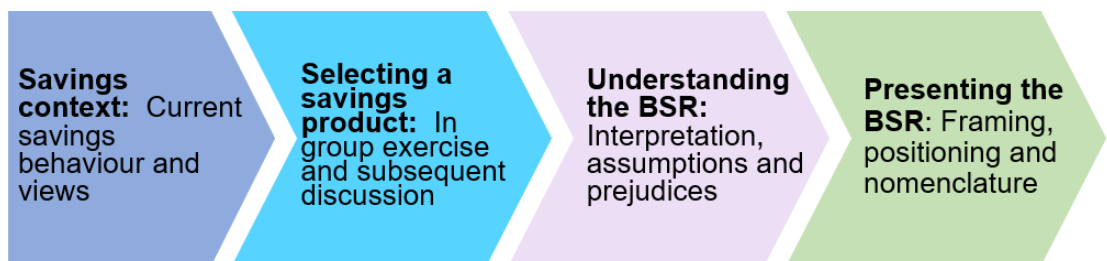 Savings
context:  Current
savings
behaviour and
views
Selecting a
savings
product:  In
group exercise
and subsequent
discussion
Understanding
the BSR:
Interpretation,
assumptions and
prejudices
Presenting the
BSR: Framing,
positioning and
nomenclature